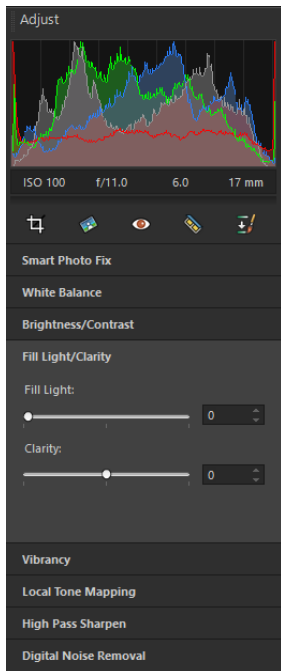 Adjust
ISO 100 f/11.0 6.0 17 mm
Smart Photo Fix
White Balance
Brightness/Contrast
Fill Light/Clarity
Fill Light:
0
Clarity:
0
Vibrancy
Local Tone Mapping
High Pass Sharpen
Digital Noise Removal